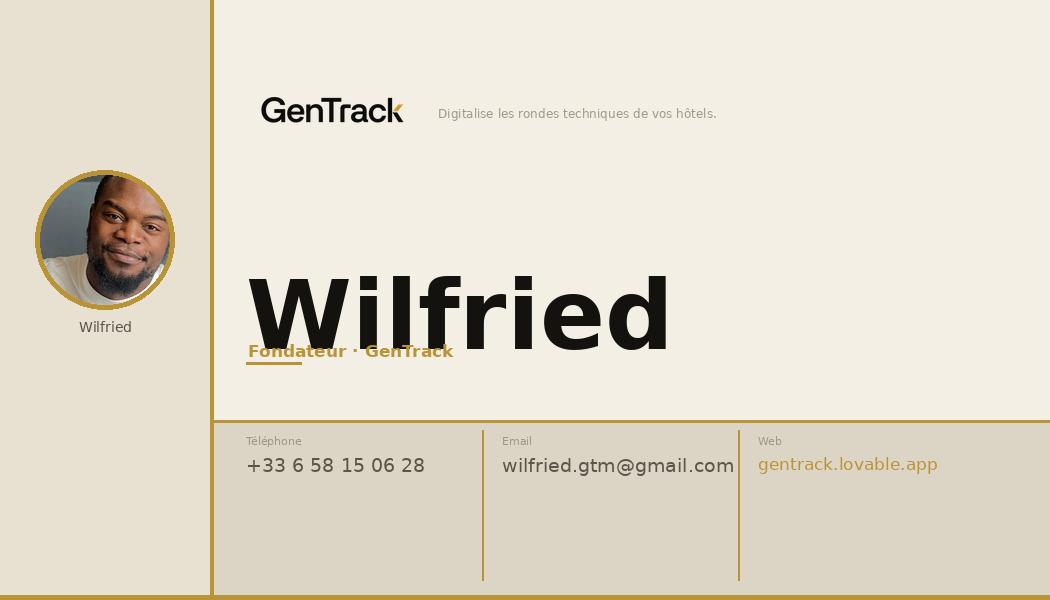 GenTrack
Digitalise les rondes techniques de vos hôtels.
Wilfried
Wilfried
Fondateur · GenTrack
Téléphone
+33 6 58 15 06 28
Email
wilfried.gtm@gmail.com
Web
gentrack.lovable.app